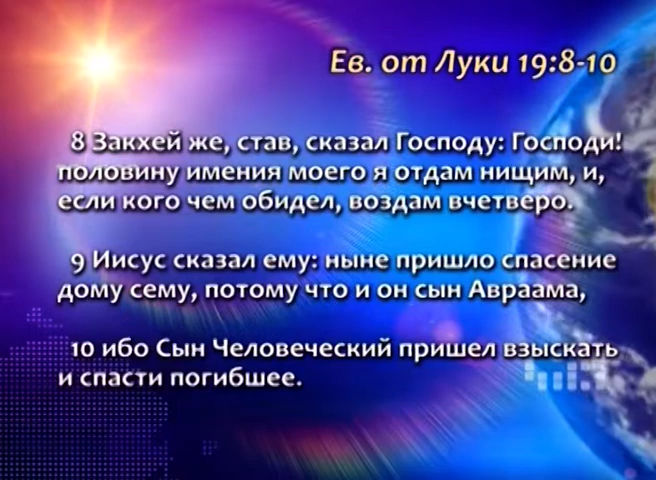 Ев. от Луки 19:8-10
8 Закхей же, став, сказал Господу: Господи!
половину имения моего я отдам нищим, и,
если кого чем обидел, воздам вчетверо.
9 Иисус сказал ему: ныне пришло спасение
дому сему, потому что и он сын Авраама,
10 ибо Сын Человеческий пришел взыскать
и спасти погибшее.